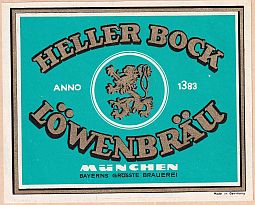 HELLER BOCK
ANNO 1383
LÖWENBRÄU
MüNCHEN
BAYERNS GRÖSSTE BRAUEREI
Made in Germany